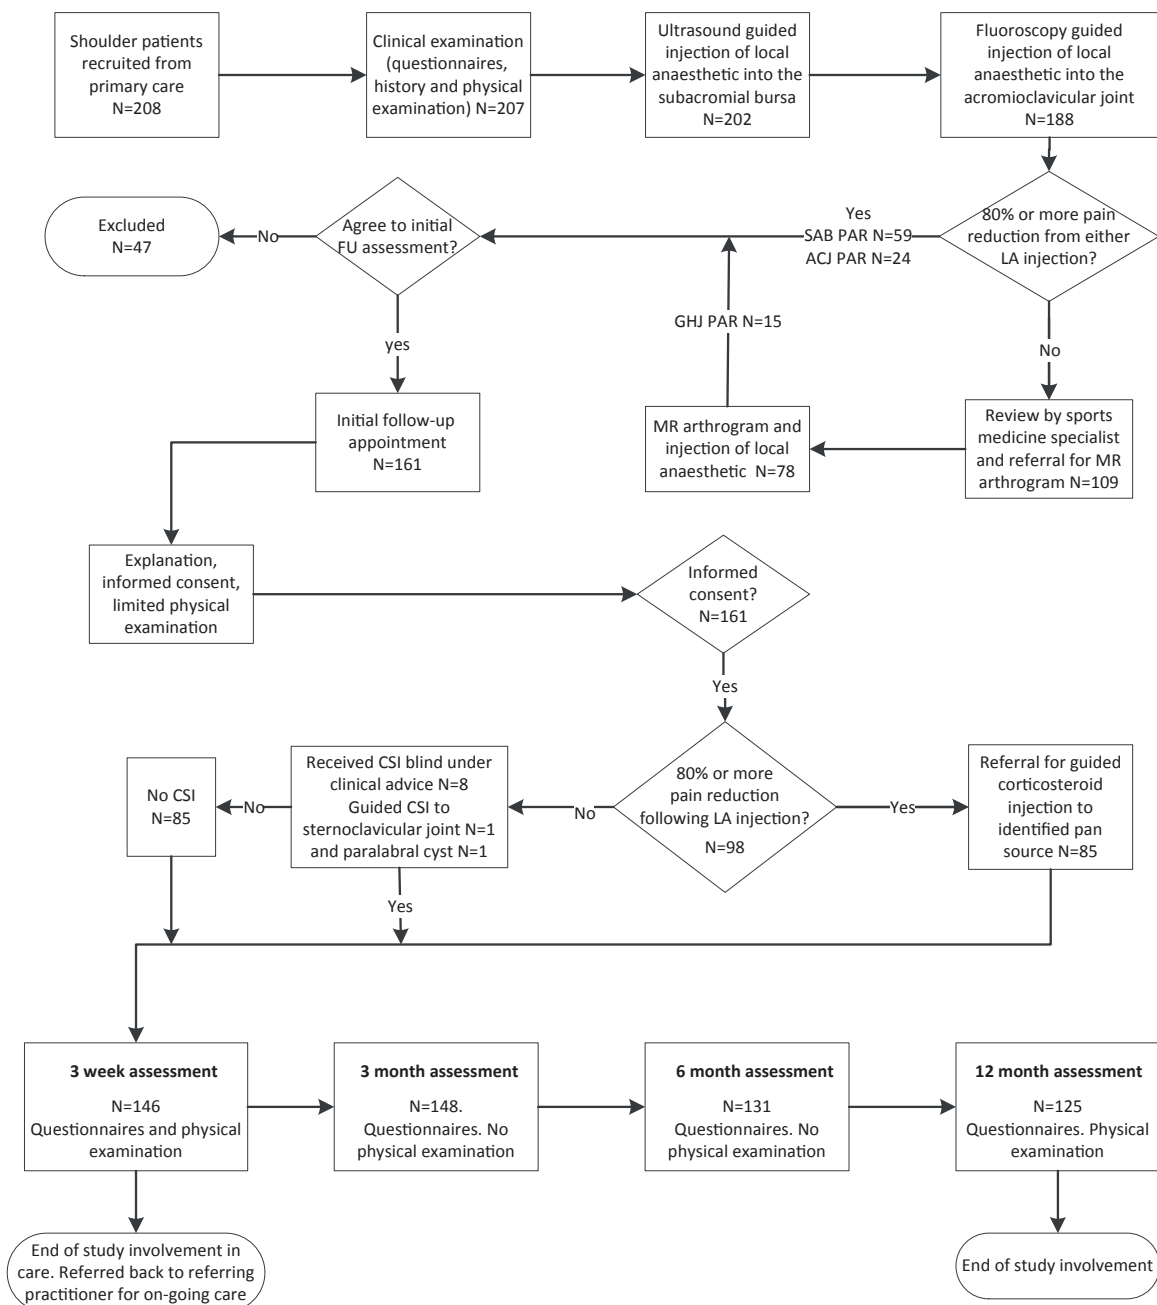 Shoulder patients
recruited from
primary care
N=208
Clinical examination
(questionnaires,
history and physical
examination) N=207
Ultrasound guided
injection of local
anaesthetic into the
subacromial bursa
N=202
Fluoroscopy guided
injection of local
anaesthetic into the
acromioclavicular joint
N=188
80% or more pain
reduction from either
LA injection?
Yes
SAB PAR N=59
ACJ PAR N=24
Agree to initial
FU assessment?
No
Excluded
N=47
No
Review by sports
medicine specialist
and referral for MR
arthrogram N=109
MR arthrogram and
injection of local
anaesthetic N=78
GHJ PAR N=15
yes
Initial follow-up
appointment
N=161
Explanation,
informed consent,
limited physical
examination
Informed
consent?
N=161
Yes
80% or more
pain reduction
following LA injection?
N=98
Yes
Referral for guided
corticosteroid
injection to
identified pan
source N=85
No
Received CSI blind under
clinical advice N=8
Guided CSI to
sternoclavicular joint N=1
and paralabral cyst N=1
No
No CSI
N=85
Yes
3 week assessment
N=146
Questionnaires and physical
examination
3 month assessment
N=148.
Questionnaires. No
physical examination
6 month assessment
N=131
Questionnaires. No
physical examination
12 month assessment
N=125
Questionnaires. Physical
examination
End of study involvement in
care. Referred back to referring
practitioner for on-going care
End of study involvement